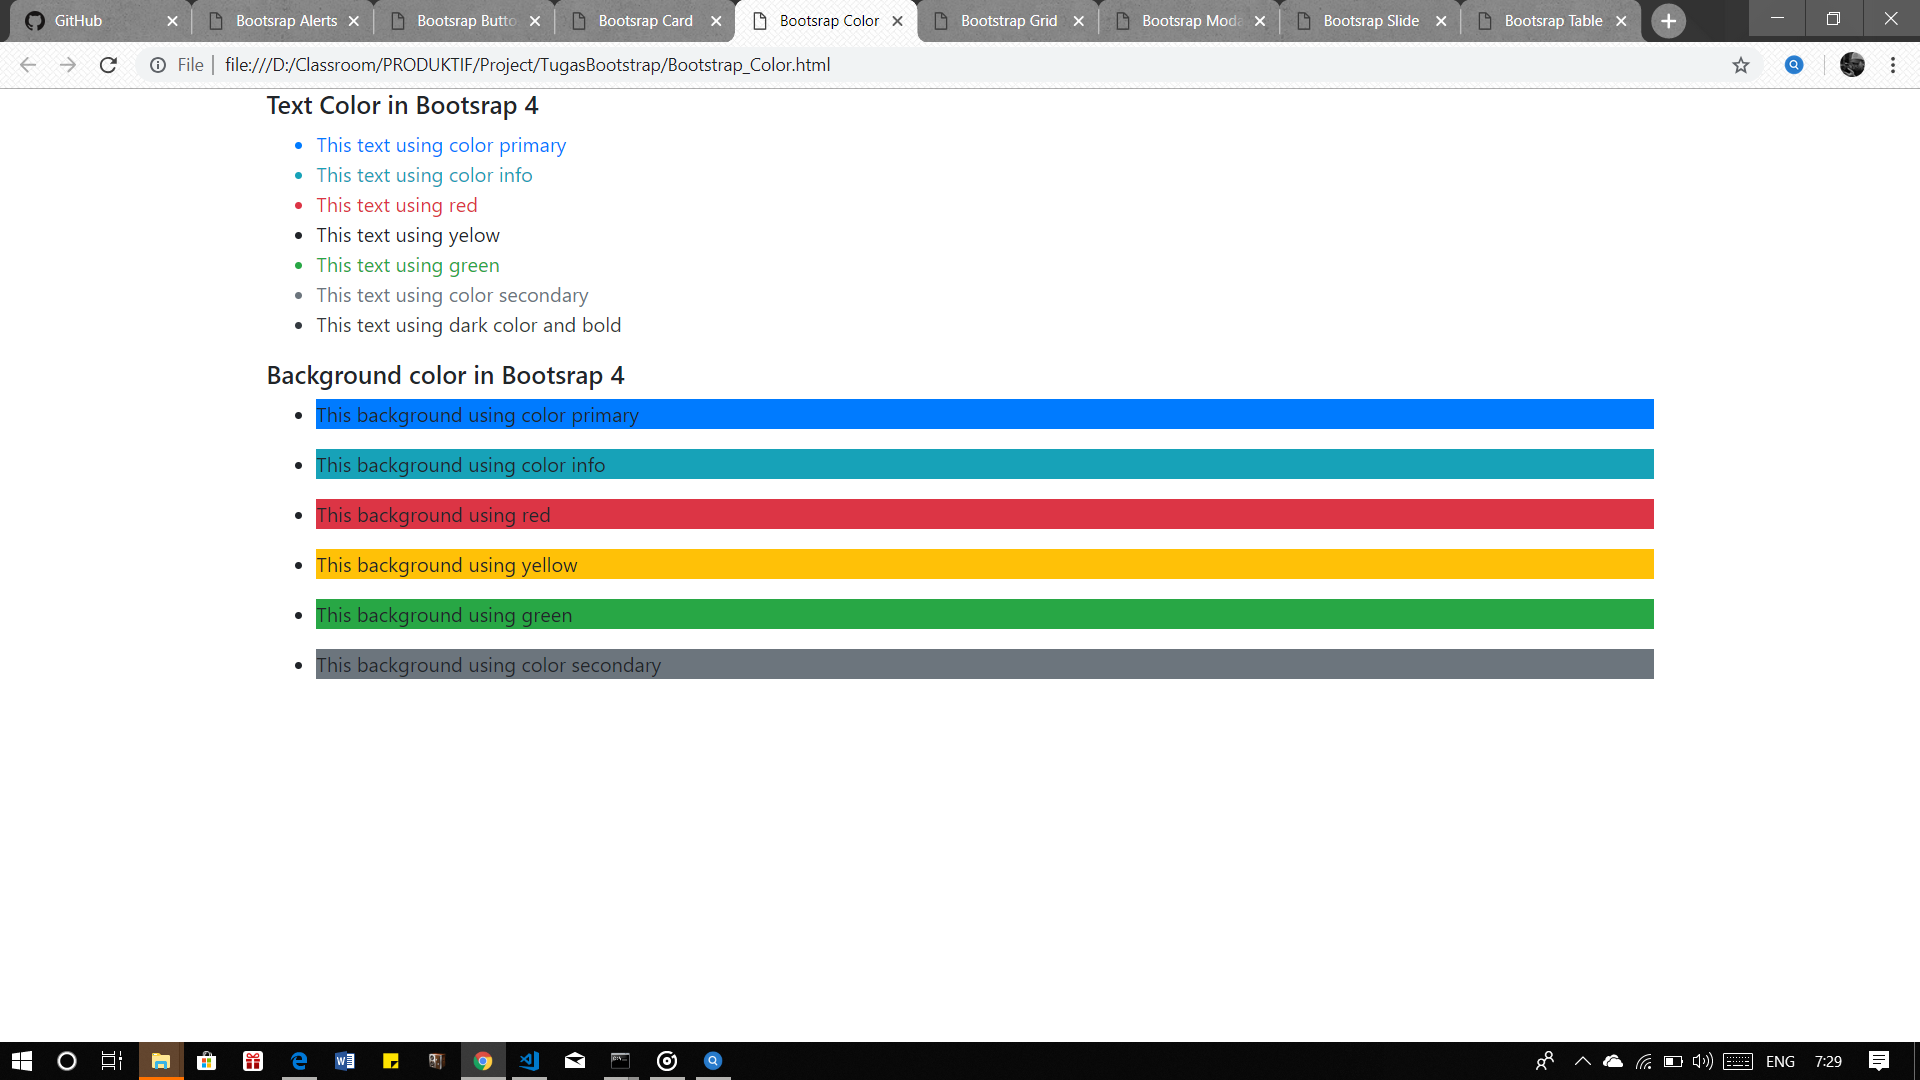 GitHub
Bootsrap Alerts
Bootsrap Butto
Bootsrap Card
Bootsrap Color
Bootstrap Grid
Bootsrap Moda
Bootsrap Slide
Bootsrap Table
File | file:///D:/Classroom/PRODUKTIF/Project/TugasBootstrap/Bootstrap_Color.html
Text Color in Bootsrap 4
This text using color primary
This text using color info
This text using red
This text using yelow
This text using green
This text using color secondary
This text using dark color and bold
Background color in Bootsrap 4
This background using color primary
This background using color info
This background using red
This background using yellow
This background using green
This background using color secondary
ENG
7:29